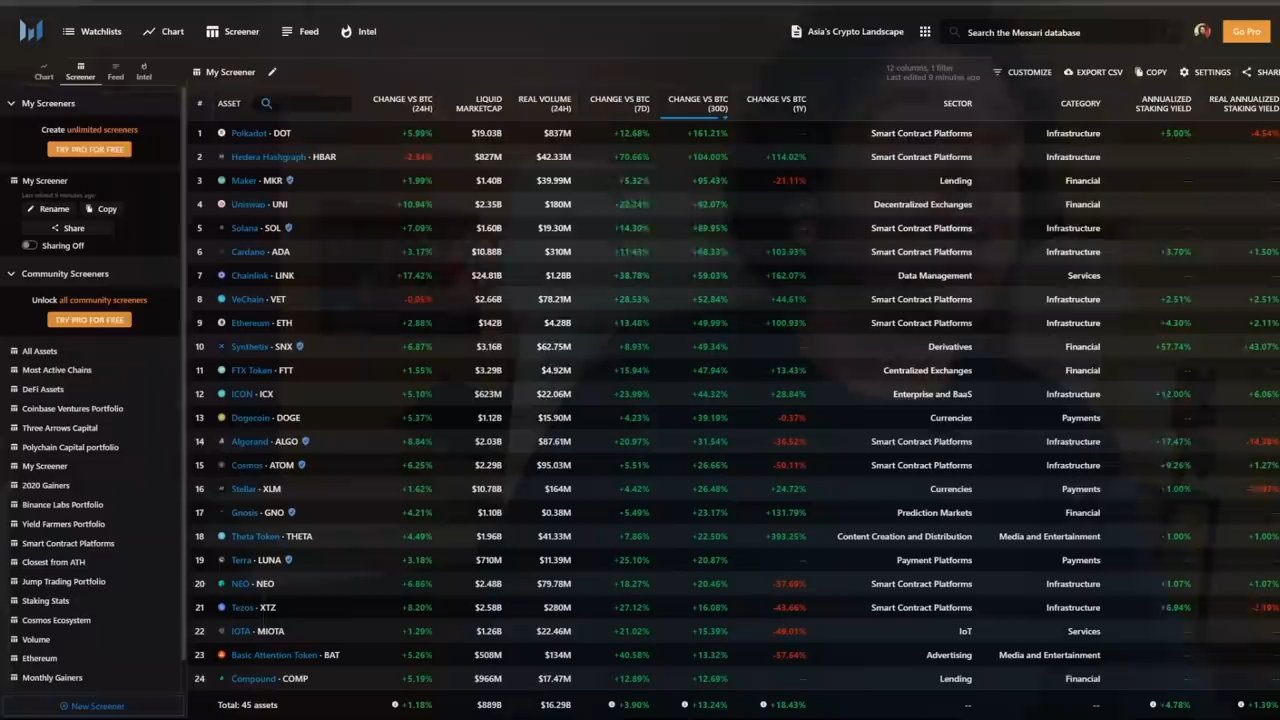 Watchlists Chart Screener Feed Intel Asia's Crypto Landscape Search the Messari database Go Pro
Chart Screener Feed Intel
My Screener
12 columns, 1 filter
Last edited 9 minutes ago
CUSTOMIZE EXPORT CSV COPY SETTINGS SHAR
My Screeners
Create unlimited screeners
TRY PRO FOR FREE
My Screener
Last edited 9 minutes ago
Rename Copy
Share
Sharing Off
Community Screeners
Unlock all community screeners
TRY PRO FOR FREE
All Assets
Most Active Chains
DeFi Assets
Coinbase Ventures Portfolio
Three Arrows Capital
Polychain Capital portfolio
My Screener
2020 Gainers
Binance Labs Portfolio
Yield Farmers Portfolio
Smart Contract Platforms
Closest from ATH
Jump Trading Portfolio
Staking Stats
Cosmos Ecosystem
Volume
Ethereum
Monthly Gainers
New Screener
# ASSET CHANGE VS BTC (24H) LIQUID MARKETCAP REAL VOLUME (24H) CHANGE VS BTC (7D) CHANGE VS BTC (30D) CHANGE VS BTC (1Y) SECTOR CATEGORY ANNUALIZED STAKING YIELD REAL ANNUALIZED STAKING YIELD
1 Polkadot · DOT +5.99% $19.03B $837M +12.68% +161.21% -- Smart Contract Platforms Infrastructure +5.00% -4.54%
2 Hedera Hashgraph · HBAR -2.34% $827M $42.33M +70.66% +104.00% +114.02% Smart Contract Platforms Infrastructure -- --
3 Maker · MKR +1.99% $1.40B $39.99M +5.32% +95.43% -21.11% Lending Financial -- --
4 Uniswap · UNI +10.94% $2.35B $180M +92.07% -- Decentralized Exchanges Financial -- --
5 Solana · SOL +7.09% $1.60B $19.30M +14.30% +89.95% -- Smart Contract Platforms Infrastructure -- --
6 Cardano · ADA +3.17% $10.88B $310M +11.43% +68.33% +103.93% Smart Contract Platforms Infrastructure +3.70% +1.50%
7 Chainlink · LINK +17.42% $24.81B $1.28B +38.78% +59.03% +162.07% Data Management Services -- --
8 VeChain · VET -0.05% $2.66B $78.21M +28.53% +52.84% +44.61% Smart Contract Platforms Infrastructure +2.51% +2.51%
9 Ethereum · ETH +2.88% $142B $4.28B +13.48% +49.99% +100.93% Smart Contract Platforms Infrastructure +4.30% +2.11%
10 Synthetix · SNX +6.87% $3.16B $62.75M +8.93% +49.34% -- Derivatives Financial +57.74% +43.07%
11 FTX Token · FTT +1.55% $3.29B $4.92M +15.94% +47.94% +13.43% Centralized Exchanges Financial -- --
12 ICON · ICX +5.10% $623M $22.06M +23.99% +44.32% +28.84% Enterprise and BaaS Infrastructure +12.00% +6.06%
13 Dogecoin · DOGE +5.37% $1.12B $15.90M +4.23% +39.19% -0.37% Currencies Payments -- --
14 Algorand · ALGO +8.84% $2.03B $87.61M +20.97% +31.54% -36.52% Smart Contract Platforms Infrastructure +17.47% -14.38%
15 Cosmos · ATOM +6.25% $2.29B $95.03M +5.51% +26.66% -50.11% Smart Contract Platforms Infrastructure +9.26% +1.27%
16 Stellar · XLM +1.62% $10.78B $164M +4.42% +26.48% +24.72% Currencies Payments +1.00%
17 Gnosis · GNO +4.21% $1.10B $0.38M +5.49% +23.17% +131.79% Prediction Markets Financial -- --
18 Theta Token · THETA +4.49% $1.96B $41.33M +7.86% +22.50% +393.25% Content Creation and Distribution Media and Entertainment +1.00% +1.00%
19 Terra · LUNA +3.18% $710M $11.39M +25.10% +20.87% -- Payment Platforms Payments -- --
20 NEO · NEO +6.86% $2.48B $79.78M +18.27% +20.46% -37.69% Smart Contract Platforms Infrastructure +1.07% +1.07%
21 Tezos · XTZ +8.20% $2.58B $280M +27.12% +16.08% -43.66% Smart Contract Platforms Infrastructure +6.94% -2.19%
22 IOTA · MIOTA +1.29% $1.26B $22.46M +21.02% +15.39% -49.01% IoT Services -- --
23 Basic Attention Token · BAT +5.26% $508M $134M +40.58% +13.32% -57.64% Advertising Media and Entertainment -- --
24 Compound · COMP +5.19% $966M $17.47M +12.89% +12.69% -- Lending Financial -- --
Total: 45 assets +1.18% $889B $16.29B +3.90% +13.24% +18.43% -- -- +4.78% +1.39%